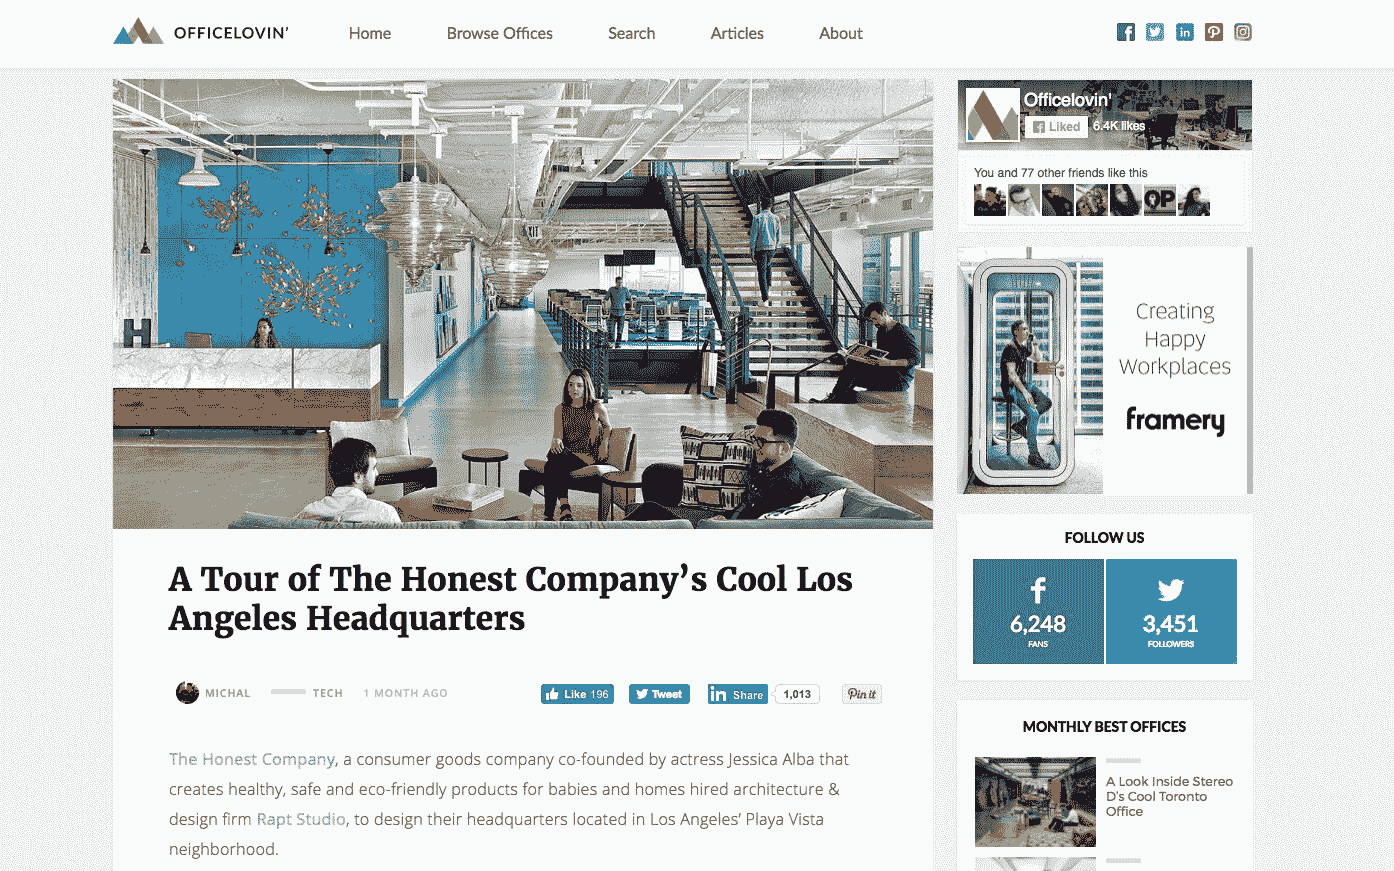 OFFICELOVIN'
Home
Browse Offices
Search
Articles
About
EXIT
H
Officelovin'
Liked
6.4K likes
You and 77 other friends like this
QP
Creating
Happy
Workplaces
framery
A Tour of The Honest Company’s Cool Los
Angeles Headquarters
MICHAL
TECH
1 MONTH AGO
Like 196
Tweet
in Share
1,013
Pin it
The Honest Company, a consumer goods company co-founded by actress Jessica Alba that
creates healthy, safe and eco-friendly products for babies and homes hired architecture &
design firm Rapt Studio, to design their headquarters located in Los Angeles’ Playa Vista
neighborhood.
FOLLOW US
6,248
FANS
3,451
FOLLOWERS
MONTHLY BEST OFFICES
A Look Inside Stereo
D’s Cool Toronto
Office